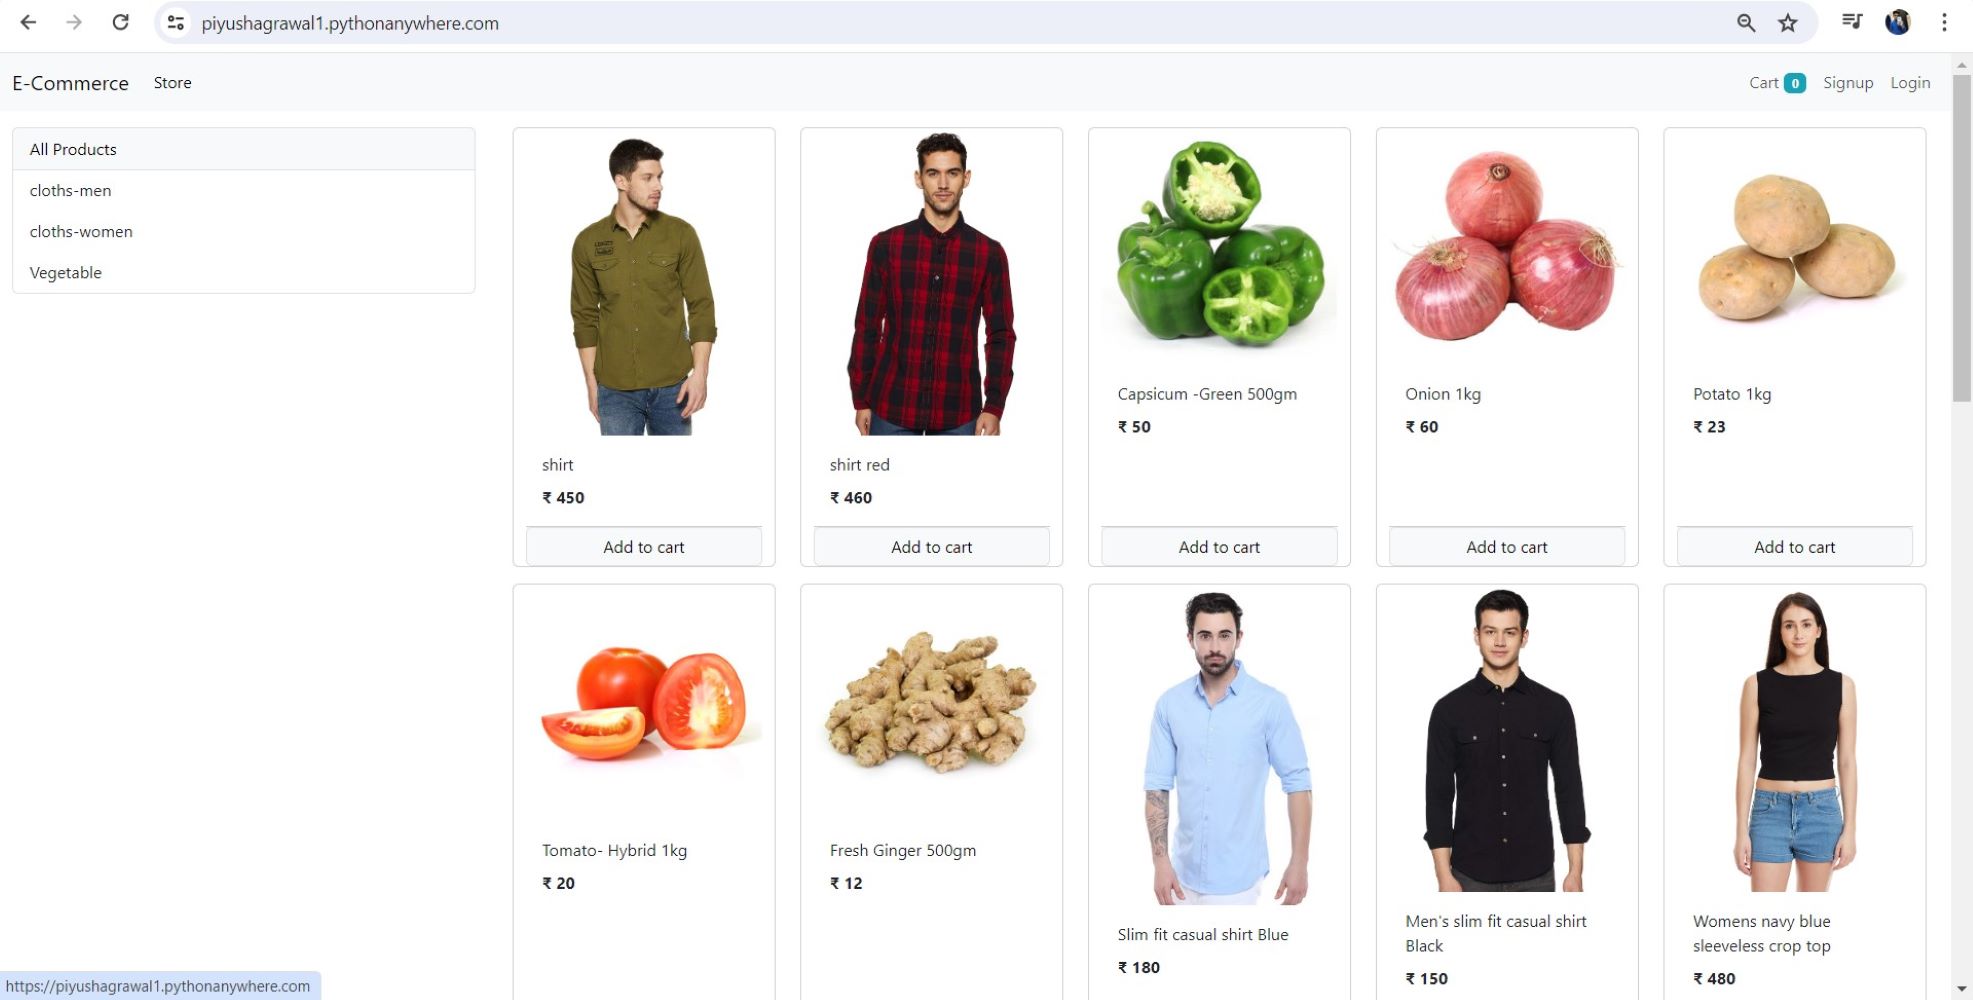 piyushagrawal1.pythonanywhere.com
E-Commerce Store Cart 0 Signup Login
All Products
cloths-men
cloths-women
Vegetable
shirt
₹ 450
Add to cart
shirt red
₹ 460
Add to cart
Capsicum -Green 500gm
₹ 50
Add to cart
Onion 1kg
₹ 60
Add to cart
Potato 1kg
₹ 23
Add to cart
Tomato- Hybrid 1kg
₹ 20
Fresh Ginger 500gm
₹ 12
Slim fit casual shirt Blue
₹ 180
Men's slim fit casual shirt
Black
₹ 150
Womens navy blue
sleeveless crop top
₹ 480
https://piyushagrawal1.pythonanywhere.com